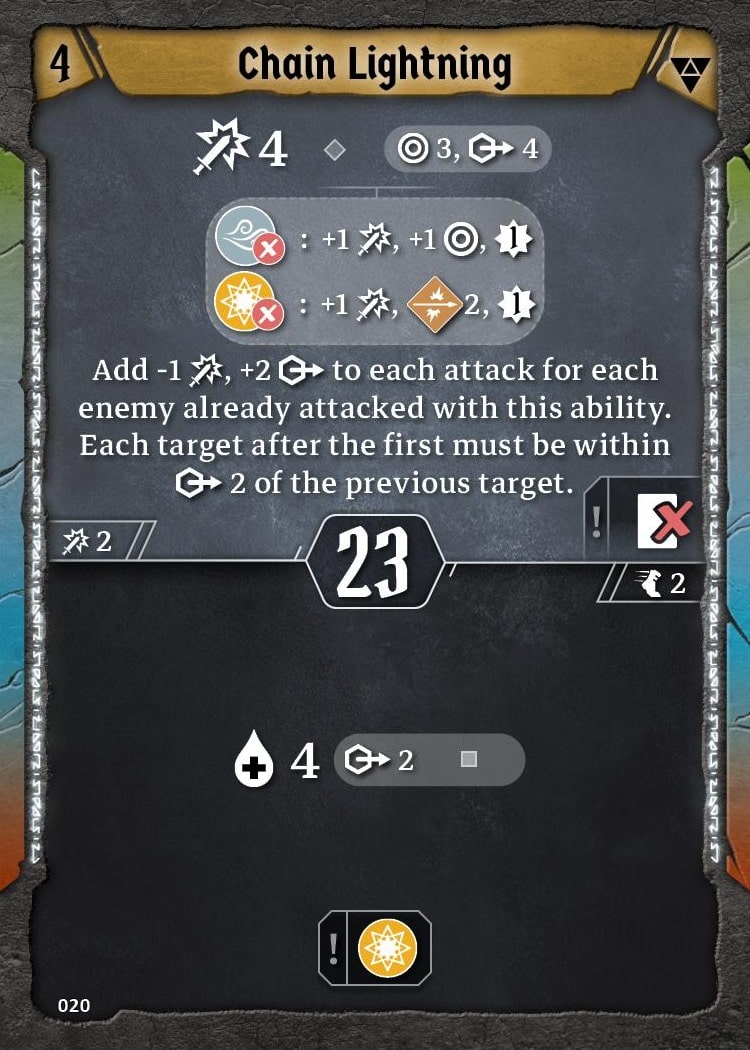 4
Chain Lightning
4 3, 4
: +1 , +1 , 1
: +1 , 2, 1
Add -1 , +2 to each attack for each
enemy already attacked with this ability.
Each target after the first must be within
2 of the previous target.
!
2
23
2
4 2
!
020